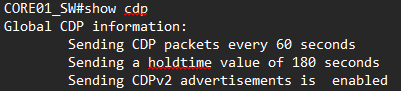 CORE01_SW#show cdp
Global CDP information:
Sending CDP packets every 60 seconds
Sending a holdtime value of 180 seconds
Sending CDPv2 advertisements is  enabled